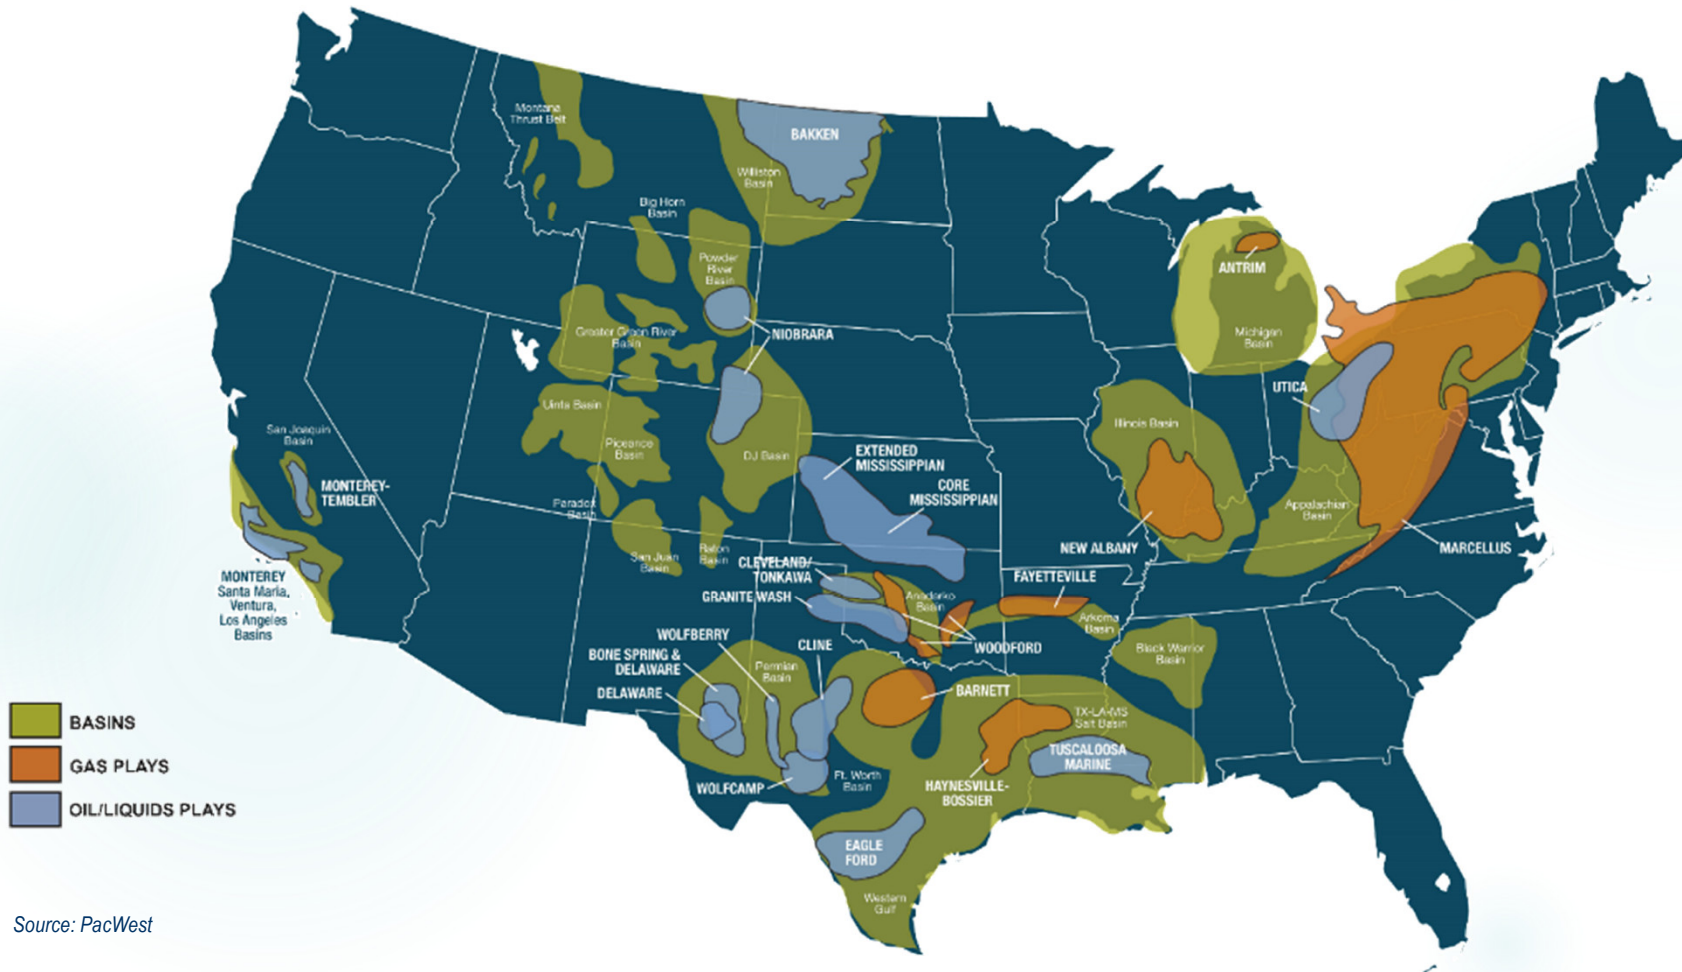 Montana
Thrust Belt
BAKKEN
Williston
Basin
Big Horn
Basin
Powder
River
Basin
ANTRIM
Michigan
Basin
NIOBRARA
Greater Green River
Basin
UTICA
Uinta Basin
Piceance
Basin
DJ Basin
Illinois Basin
San Joaquin
Basin
MONTEREY-
TEMBLER
EXTENDED
MISSISSIPPIAN
CORE
MISSISSIPPIAN
Paradox
Basin
Appalachian
Basin
NEW ALBANY
MARCELLUS
San Juan
Basin
Raton
Basin
CLEVELAND/
TONKAWA
FAYETTEVILLE
MONTEREY
Santa Maria,
Ventura,
Los Angeles
Basins
GRANITE WASH
Anadarko
Basin
Arkoma
Basin
WOLFBERRY
CLINE
WOODFORD
Black Warrior
Basin
BONE SPRING &
DELAWARE
Permian
Basin
DELAWARE
BARNETT
TX-LA-MS
Salt Basin
TUSCALOOSA
MARINE
WOLFCAMP
Ft. Worth
Basin
HAYNESVILLE-
BOSSIER
EAGLE
FORD
Western
Gulf
BASINS
GAS PLAYS
OIL/LIQUIDS PLAYS
Source: PacWest